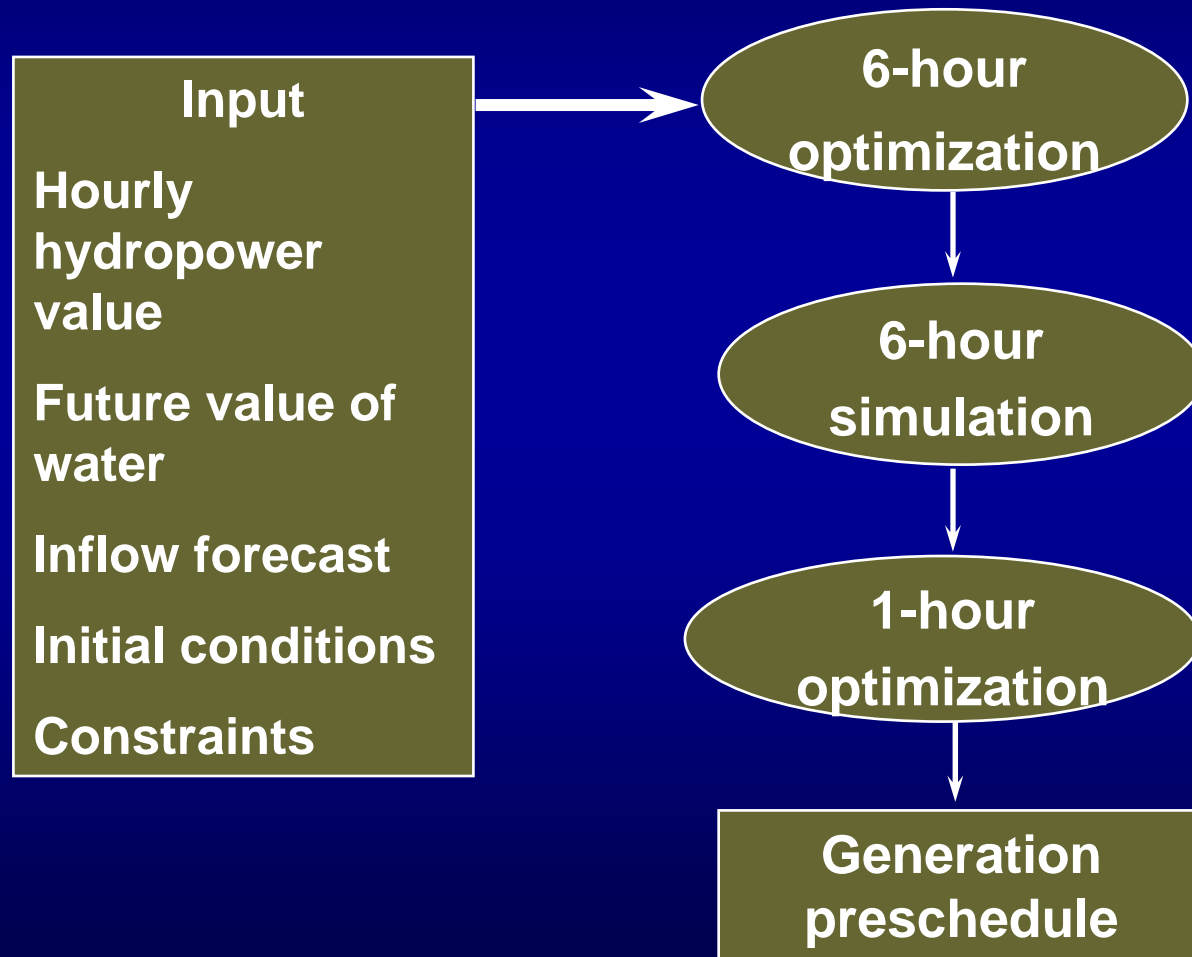 Input
Hourly
hydropower
value
Future value of
water
Inflow forecast
Initial conditions
Constraints
6-hour
optimization
6-hour
simulation
1-hour
optimization
Generation
preschedule